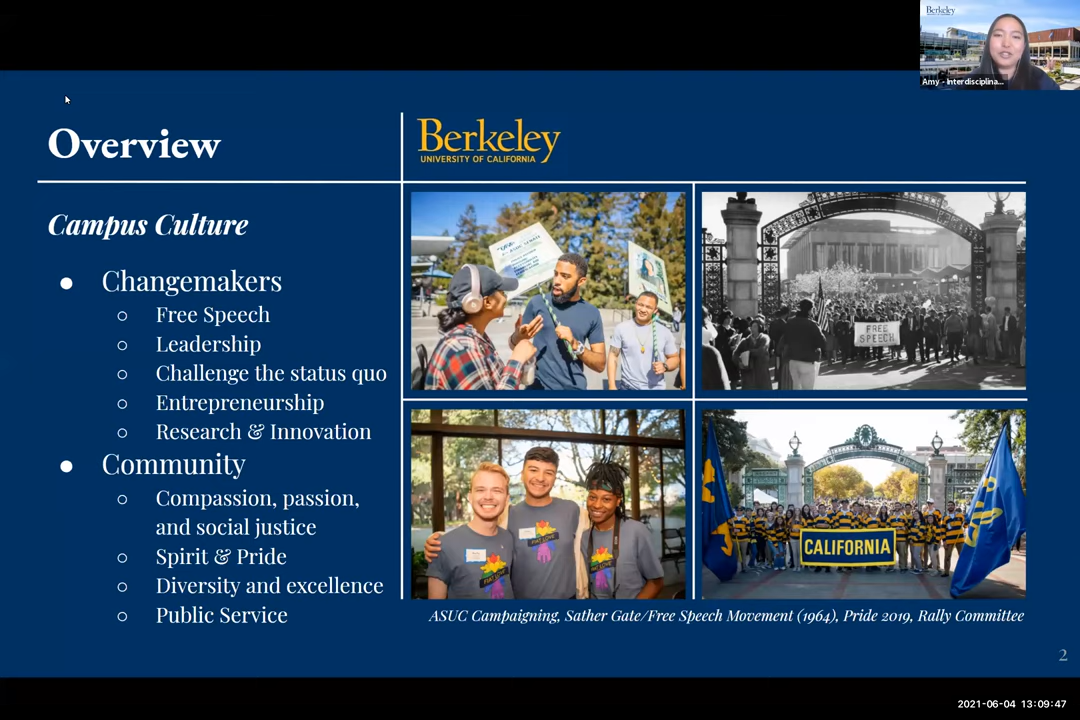 Berkeley
Amy - Interdisciplina...
Overview
Berkeley
UNIVERSITY OF CALIFORNIA
Campus Culture
● Changemakers
○ Free Speech
○ Leadership
○ Challenge the status quo
○ Entrepreneurship
○ Research & Innovation
● Community
○ Compassion, passion,
and social justice
○ Spirit & Pride
○ Diversity and excellence
○ Public Service
FREE
SPEECH
CALIFORNIA
ASUC Campaigning, Sather Gate/Free Speech Movement (1964), Pride 2019, Rally Committee
2
2021-06-04 13:09:47